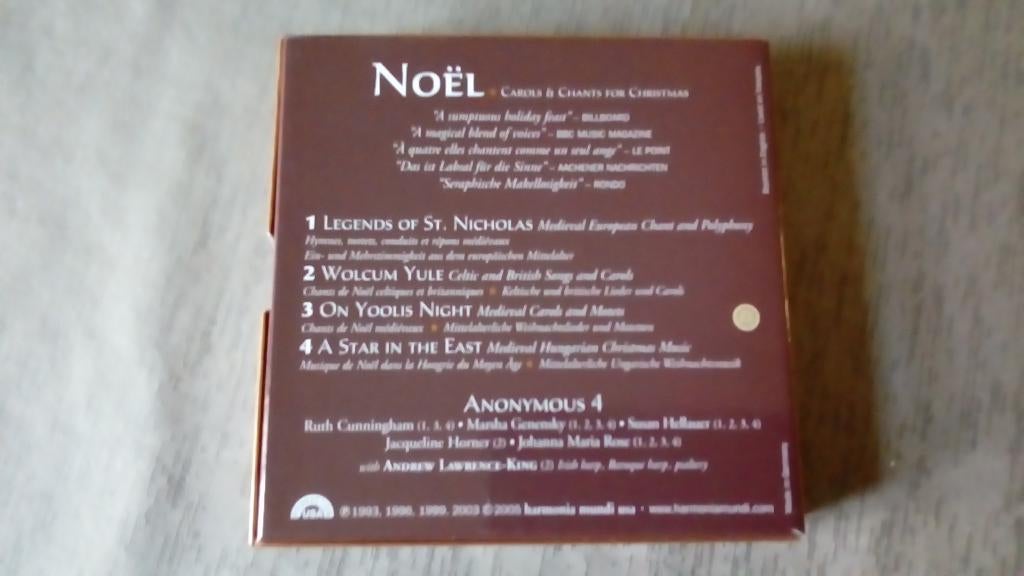 NOËL • CAROLS & CHANTS FOR CHRISTMAS
"A sumptuous holiday feast" – BILLBOARD
"A magical blend of voices" – BBC MUSIC MAGAZINE
"À quatre elles chantent comme un seul ange" – LE POINT
"Das ist Labsal für die Sinne" – AACHENER NACHRICHTEN
"Seraphische Makellosigkeit" – RONDO
1 LEGENDS OF ST. NICHOLAS Medieval European Chant and Polyphony
Hymnes, motets, conduits et répons médiévaux
Ein- und Mehrstimmigkeit aus dem europäischen Mittelalter
2 WOLCUM YULE Celtic and British Songs and Carols
Chants de Noël celtiques et britanniques • Keltische und britische Lieder und Carols
3 ON YOOLIS NIGHT Medieval Carols and Motets
Chants de Noël médiévaux • Mittelalterliche Weihnachtslieder und Motetten
4 A STAR IN THE EAST Medieval Hungarian Christmas Music
Musique de Noël dans la Hongrie du Moyen Âge • Mittelalterliche Ungarische Weihnachtsmusik
ANONYMOUS 4
Ruth Cunningham (1, 3, 4) • Marsha Genensky (1, 2, 3, 4) • Susan Hellauer (1, 2, 3, 4)
Jacqueline Horner (2) • Johanna Maria Rose (1, 2, 3, 4)
with ANDREW LAWRENCE-KING (2) Irish harp, Baroque harp, psaltery
USA ℗ 1993, 1996, 1999, 2003 © 2005 harmonia mundi usa · www.harmoniamundi.com